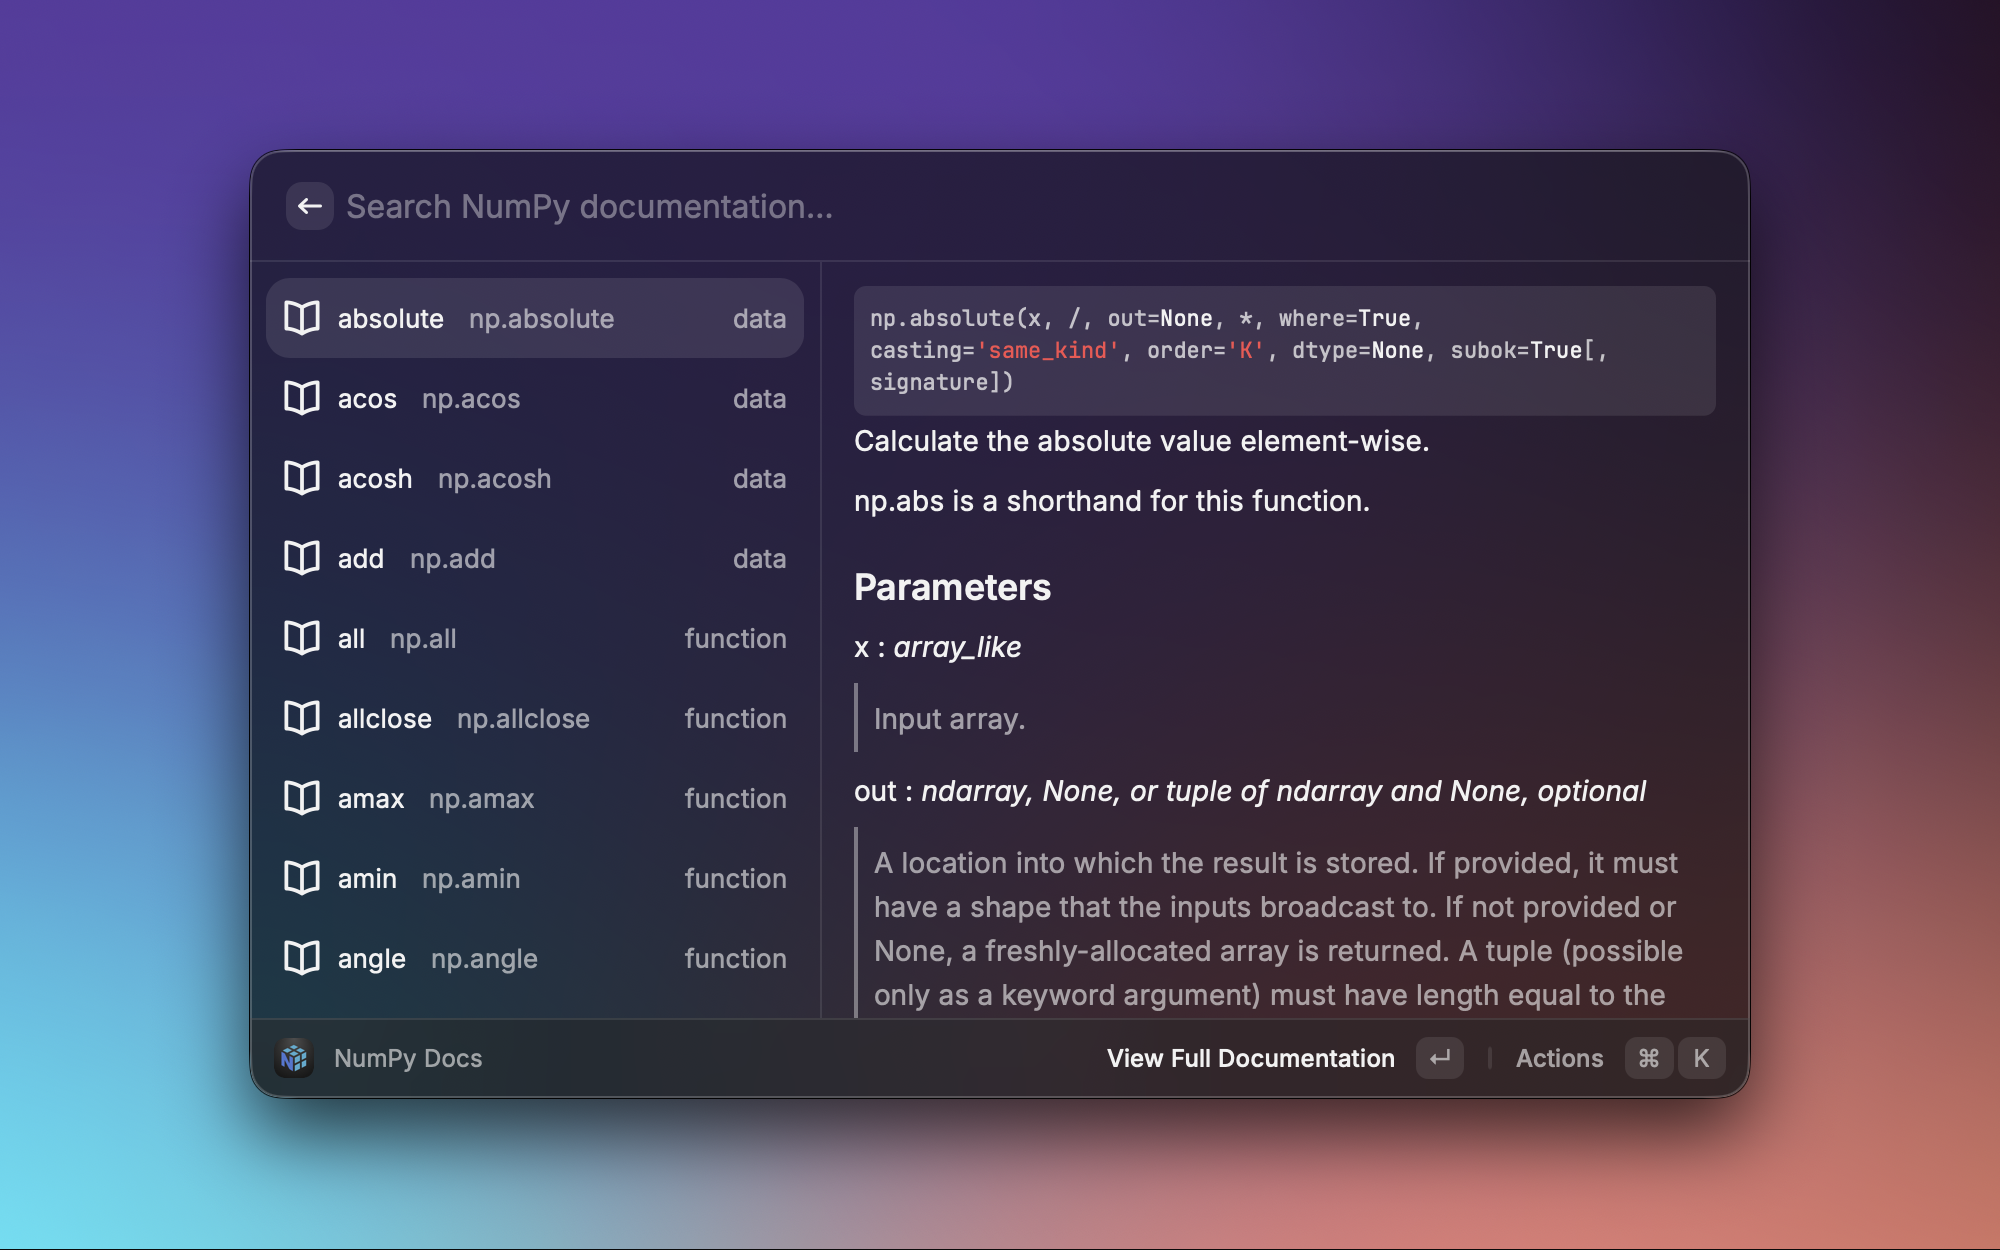 Search NumPy documentation...
absolute np.absolute data
acos np.acos data
acosh np.acosh data
add np.add data
all np.all function
allclose np.allclose function
amax np.amax function
amin np.amin function
angle np.angle function
np.absolute(x, /, out=None, *, where=True,
casting='same_kind', order='K', dtype=None, subok=True[,
signature])
Calculate the absolute value element-wise.
np.abs is a shorthand for this function.
Parameters
x : array_like
Input array.
out : ndarray, None, or tuple of ndarray and None, optional
A location into which the result is stored. If provided, it must
have a shape that the inputs broadcast to. If not provided or
None, a freshly-allocated array is returned. A tuple (possible
only as a keyword argument) must have length equal to the
NumPy Docs
View Full Documentation ↵ Actions ⌘ K